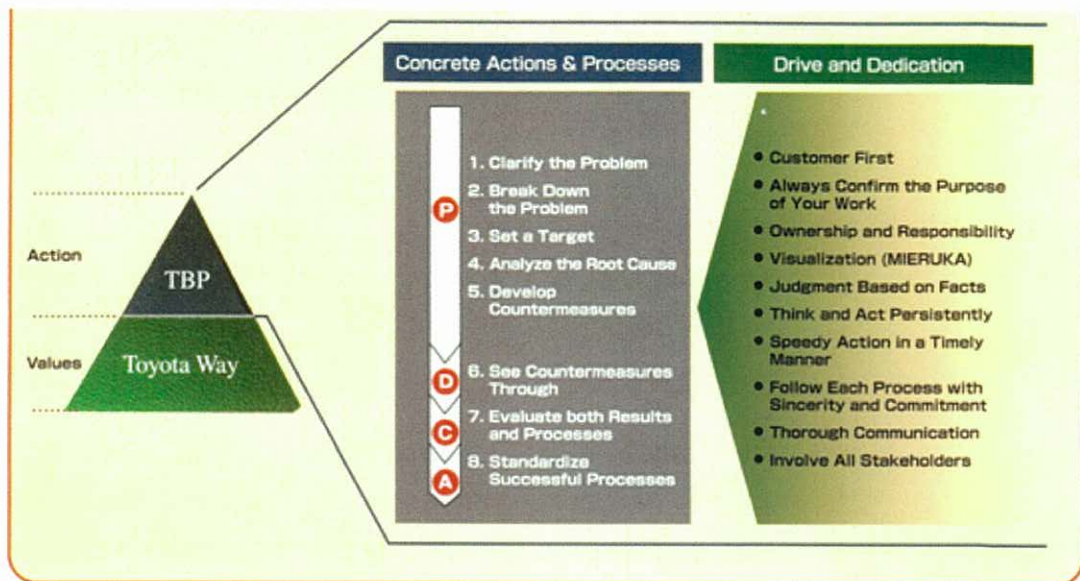 Action
TBP
Values
Toyota Way
Concrete Actions & Processes
P
1. Clarify the Problem
2. Break Down
the Problem
3. Set a Target
4. Analyze the Root Cause
5. Develop
Countermeasures
D
6. See Countermeasures
Through
C
7. Evaluate both Results
and Processes
A
8. Standardize
Successful Processes
Drive and Dedication
• Customer First
• Always Confirm the Purpose
of Your Work
• Ownership and Responsibility
• Visualization (MIERUKA)
• Judgment Based on Facts
• Think and Act Persistently
• Speedy Action in a Timely
Manner
• Follow Each Process with
Sincerity and Commitment
• Thorough Communication
• Involve All Stakeholders